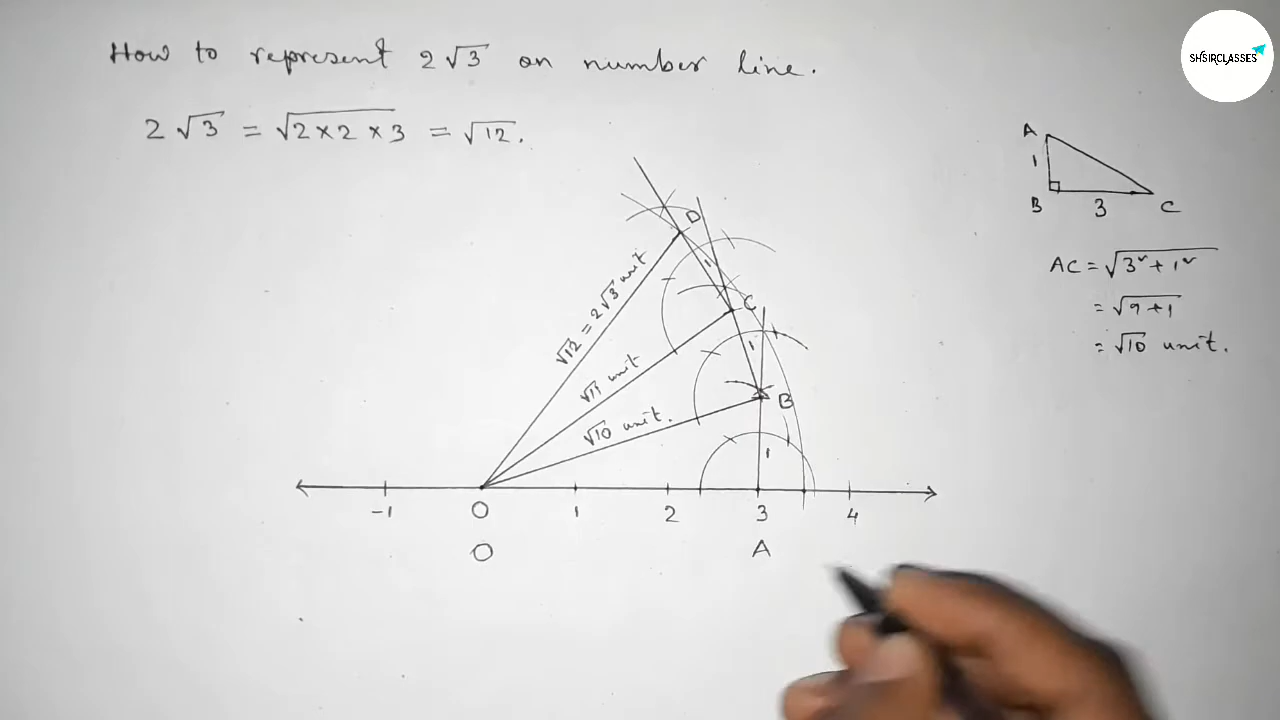 How to represent 2√3 on number line.
SHSIRCLASSES
2√3 = √2×2×3 = √12.
A
1
B
3
C
AC = √3²+1²
= √9+1
= √10 unit.
D
1
C
√12 = 2√3 unit
1
√11 unit
B
√10 unit.
1
-1 0 1 2 3 4
O A